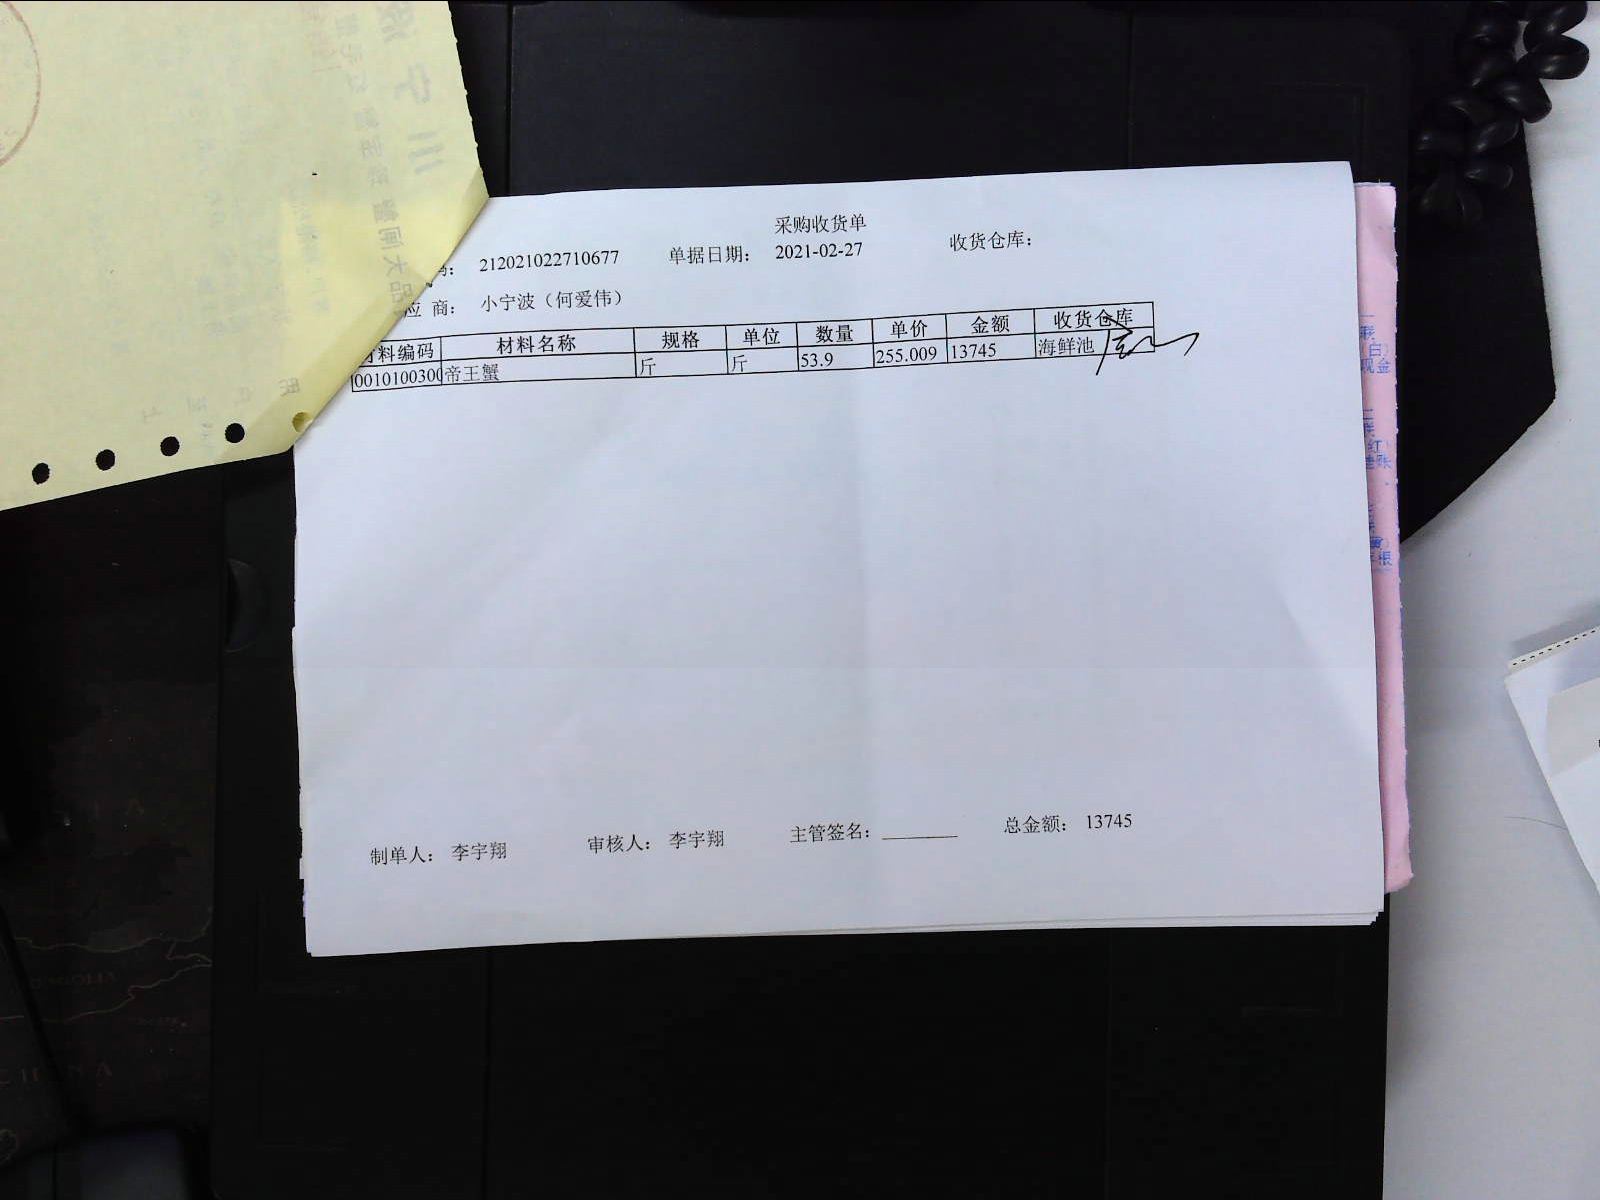 采购收货单
212021022710677 单据日期: 2021-02-27 收货仓库:
应 商: 小宁波（何爱伟）
料编码 材料名称 规格 单位 数量 单价 金额 收货仓库
0010100300 帝王蟹 斤 斤 53.9 255.009 13745 海鲜池
制单人: 李宇翔 审核人: 李宇翔 主管签名: 总金额: 13745
(白)
现金